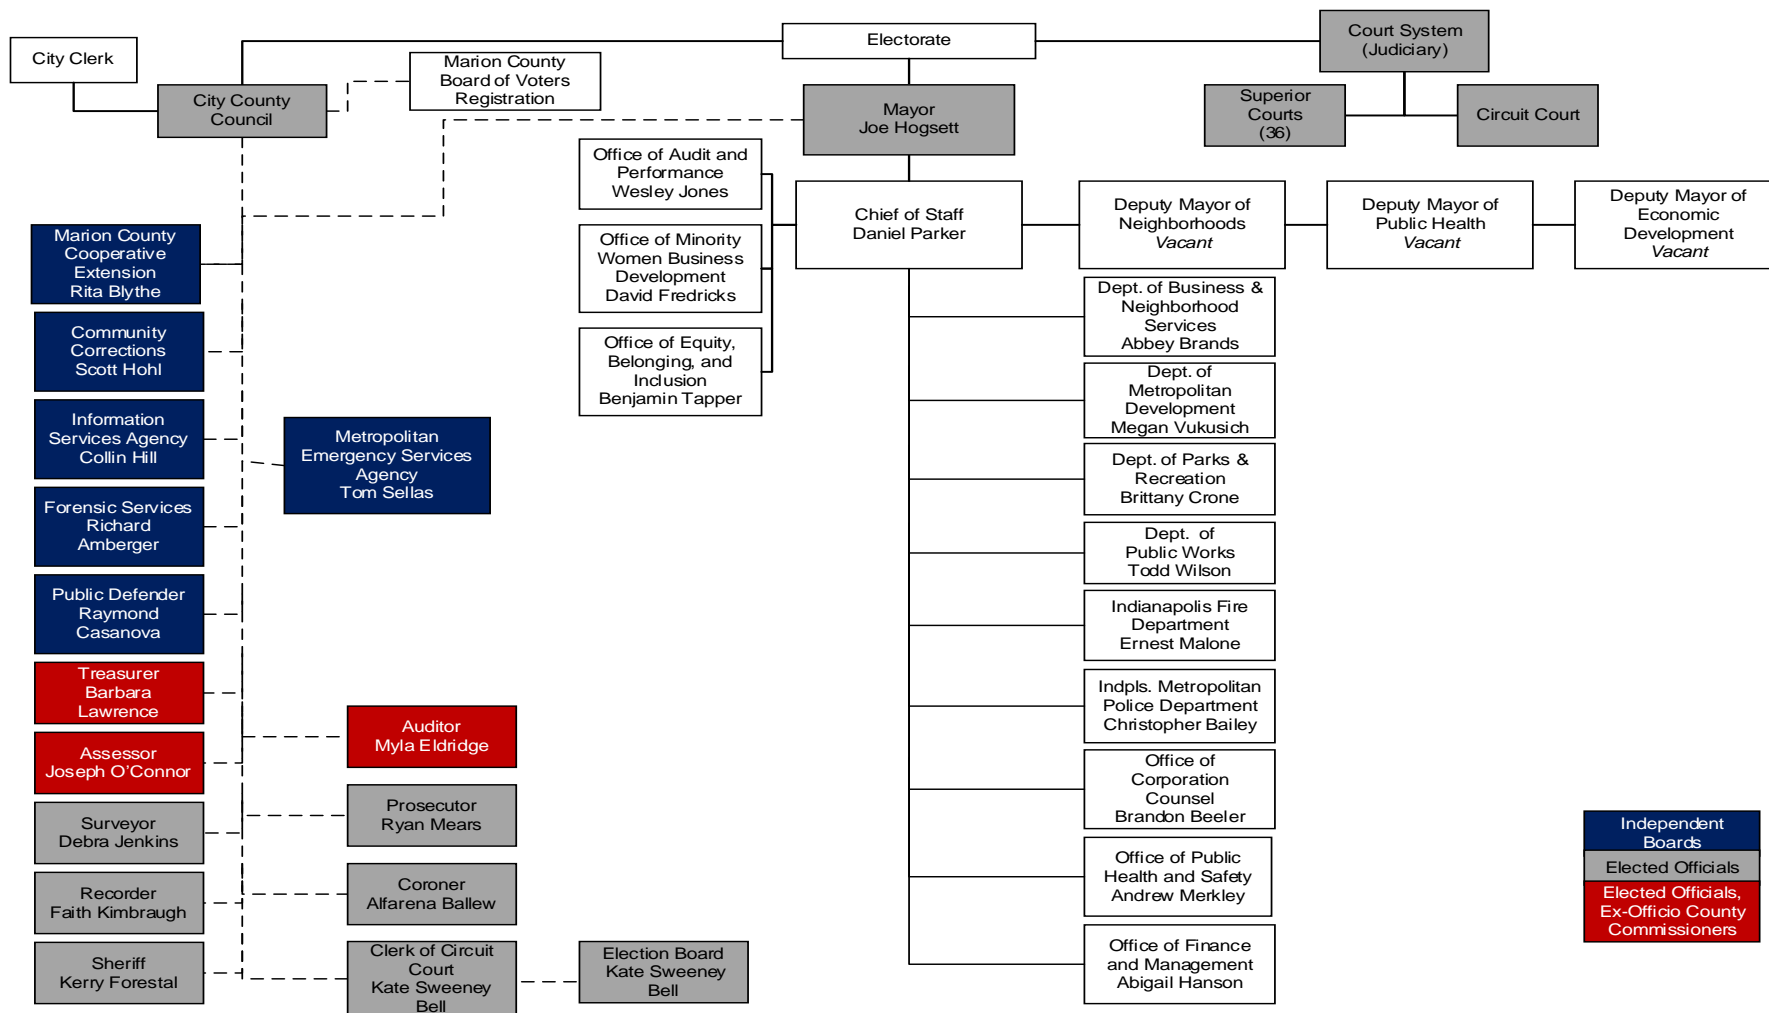 Electorate
Court System
(Judiciary)
City Clerk
Marion County
Board of Voters
Registration
City County
Council
Mayor
Joe Hogsett
Superior
Courts
(36)
Circuit Court
Office of Audit and
Performance
Wesley Jones
Chief of Staff
Daniel Parker
Deputy Mayor of
Neighborhoods
Vacant
Deputy Mayor of
Public Health
Vacant
Deputy Mayor of
Economic
Development
Vacant
Marion County
Cooperative
Extension
Rita Blythe
Office of Minority
Women Business
Development
David Fredricks
Office of Equity,
Belonging, and
Inclusion
Benjamin Tapper
Community
Corrections
Scott Hohl
Information
Services Agency
Collin Hill
Metropolitan
Emergency Services
Agency
Tom Sellas
Forensic Services
Richard
Amberger
Public Defender
Raymond
Casanova
Treasurer
Barbara
Lawrence
Auditor
Myla Eldridge
Assessor
Joseph O'Connor
Prosecutor
Ryan Mears
Surveyor
Debra Jenkins
Coroner
Alfarena Ballew
Recorder
Faith Kimbraugh
Sheriff
Kerry Forestal
Clerk of Circuit
Court
Kate Sweeney
Bell
Election Board
Kate Sweeney
Bell
Dept. of Business &
Neighborhood
Services
Abbey Brands
Dept. of
Metropolitan
Development
Megan Vukusich
Dept. of Parks &
Recreation
Brittany Crone
Dept. of
Public Works
Todd Wilson
Indianapolis Fire
Department
Ernest Malone
Indpls. Metropolitan
Police Department
Christopher Bailey
Office of
Corporation
Counsel
Brandon Beeler
Office of Public
Health and Safety
Andrew Merkley
Office of Finance
and Management
Abigail Hanson
Independent
Boards
Elected Officials
Elected Officials,
Ex-Officio County
Commissioners